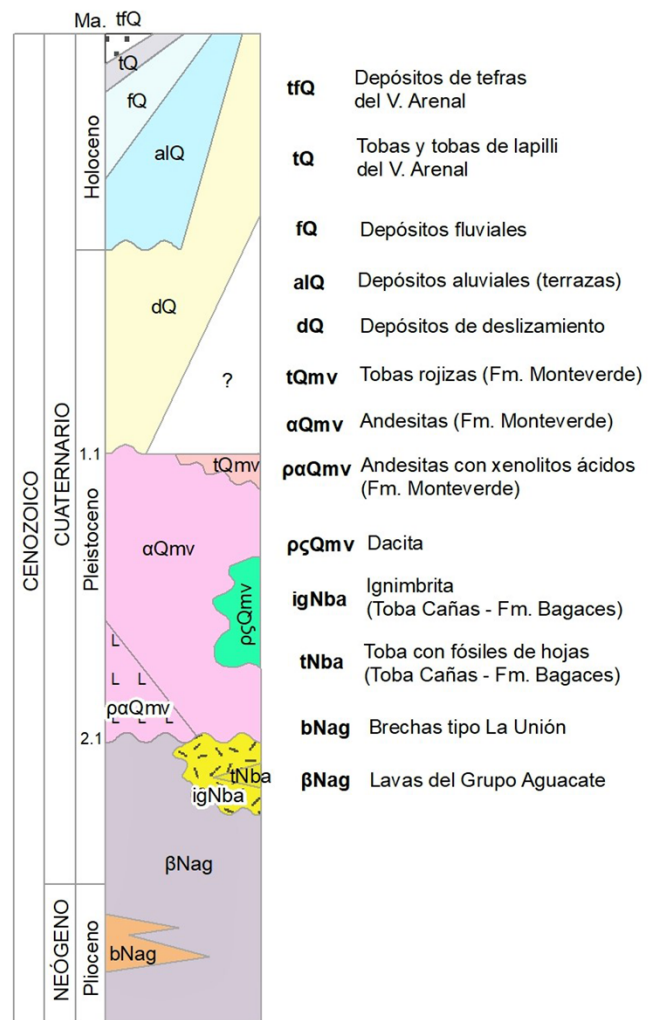 Ma. tfQ
tQ
fQ
alQ
dQ
?
1.1
tQmv
αQmv
ρςQmv
L
L L
ραQmv
L L
2.1
tNba
igNba
βNag
bNag
CENOZOICO
CUATERNARIO
NEÓGENO
Holoceno
Pleistoceno
Plioceno
tfQ Depósitos de tefras
del V. Arenal
tQ Tobas y tobas de lapilli
del V. Arenal
fQ Depósitos fluviales
alQ Depósitos aluviales (terrazas)
dQ Depósitos de deslizamiento
tQmv Tobas rojizas (Fm. Monteverde)
αQmv Andesitas (Fm. Monteverde)
ραQmv Andesitas con xenolitos ácidos
(Fm. Monteverde)
ρςQmv Dacita
igNba Ignimbrita
(Toba Cañas - Fm. Bagaces)
tNba Toba con fósiles de hojas
(Toba Cañas - Fm. Bagaces)
bNag Brechas tipo La Unión
βNag Lavas del Grupo Aguacate